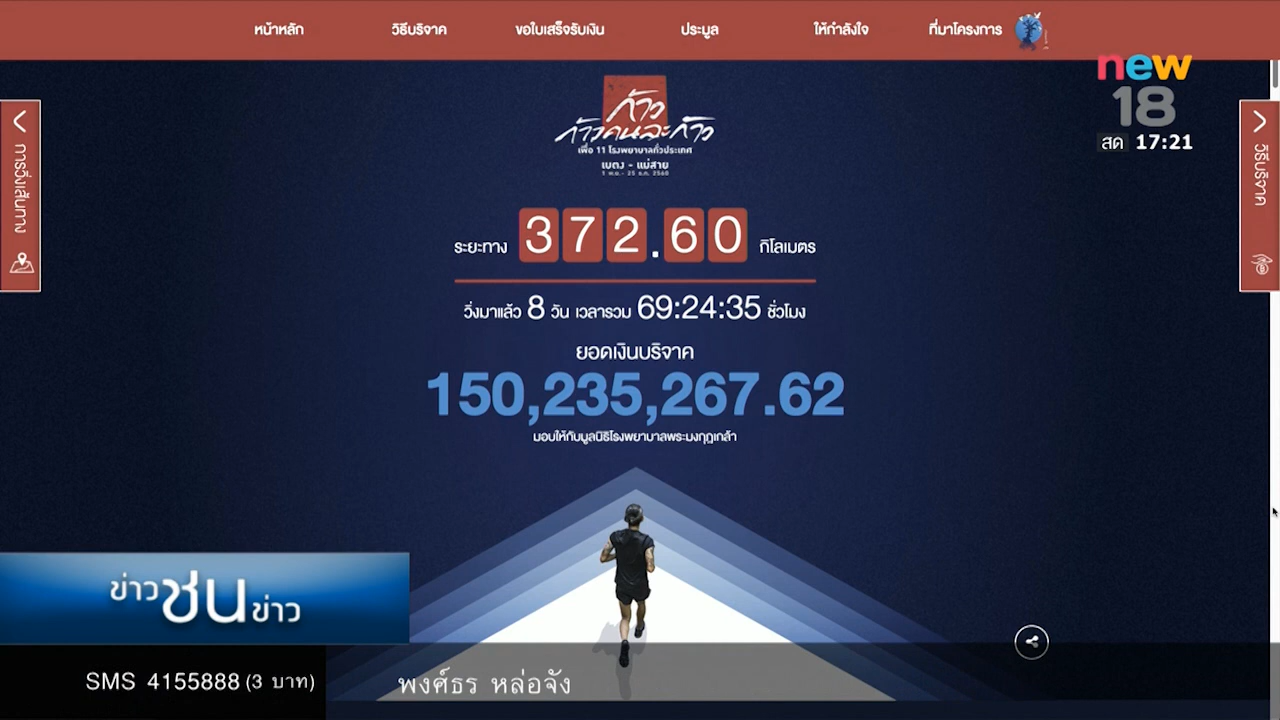 หน้าหลัก วิธีบริจาค ขอใบเสร็จรับเงิน ประมูล ให้กำลังใจ ที่มาโครงการ
new
18
สด 17:21
การวิ่งเส้นทาง
วิธีบริจาค
ก้าว
ก้าวคนละก้าว
เพื่อ 11 โรงพยาบาลทั่วประเทศ
เบตง - แม่สาย
1 พ.ย.- 25 ธ.ค. 2560
ระยะทาง 372.60 กิโลเมตร
วิ่งมาแล้ว 8 วัน เวลารวม 69:24:35 ชั่วโมง
ยอดเงินบริจาค
150,235,267.62
มอบให้กับมูลนิธิโรงพยาบาลพระมงกุฎเกล้า
ข่าวชนข่าว
SMS 4155888 (3 บาท)
พงศ์ธร หล่อจัง